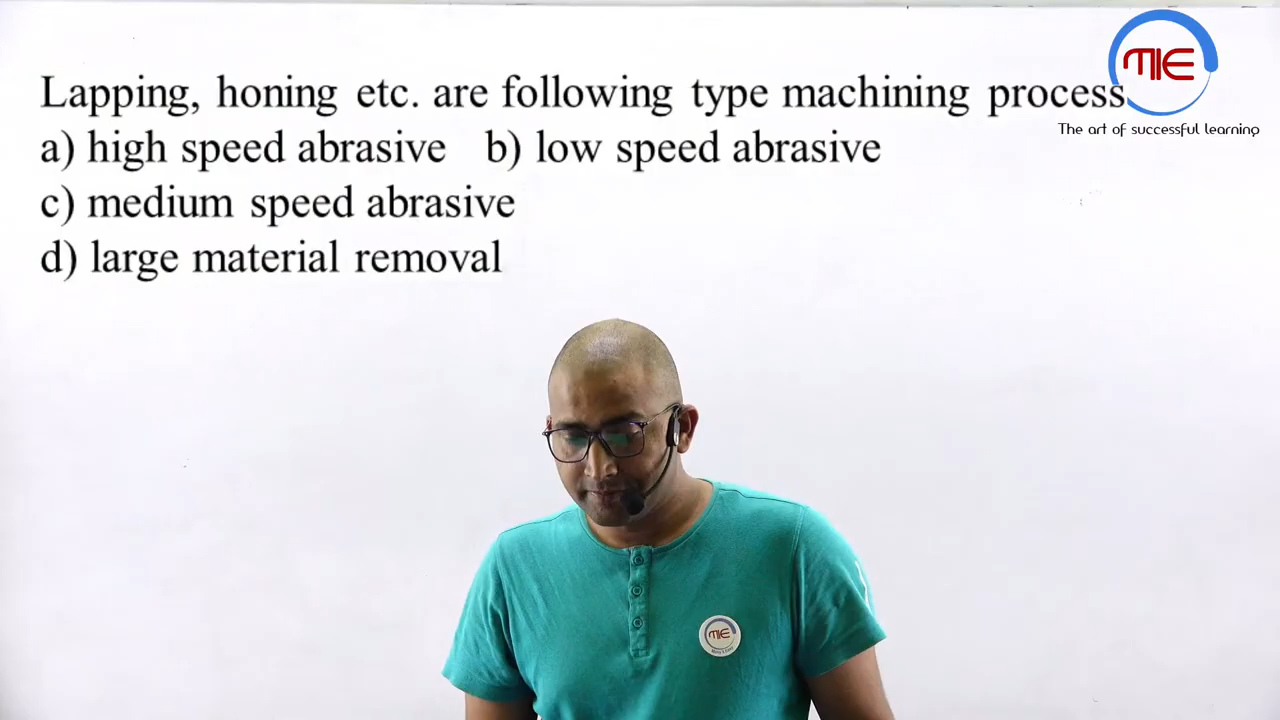 MIE
The art of successful learning
Lapping, honing etc. are following type machining process
a) high speed abrasive b) low speed abrasive
c) medium speed abrasive
d) large material removal
MIE